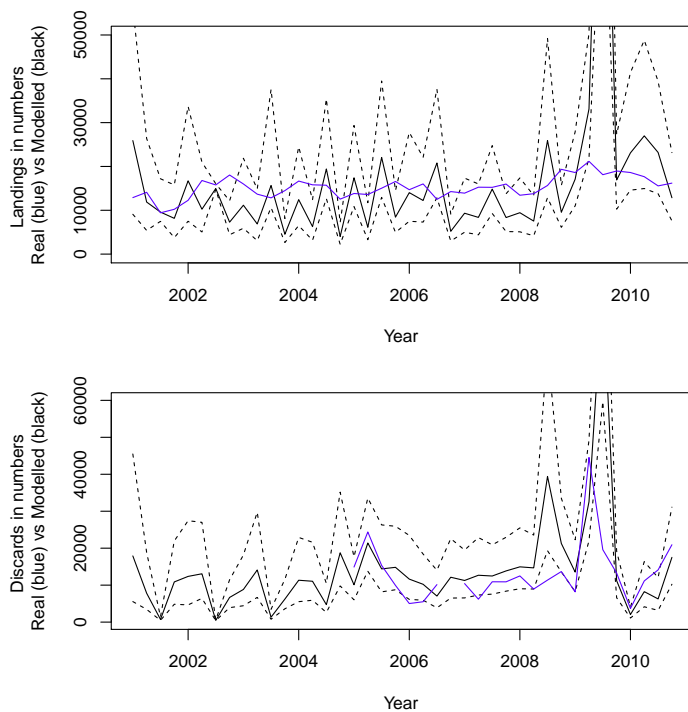 Landings in numbers
Real (blue) vs Modelled (black)
50000
30000
10000
0
2002 2004 2006 2008 2010
Year
Discards in numbers
Real (blue) vs Modelled (black)
60000
40000
20000
0
2002 2004 2006 2008 2010
Year